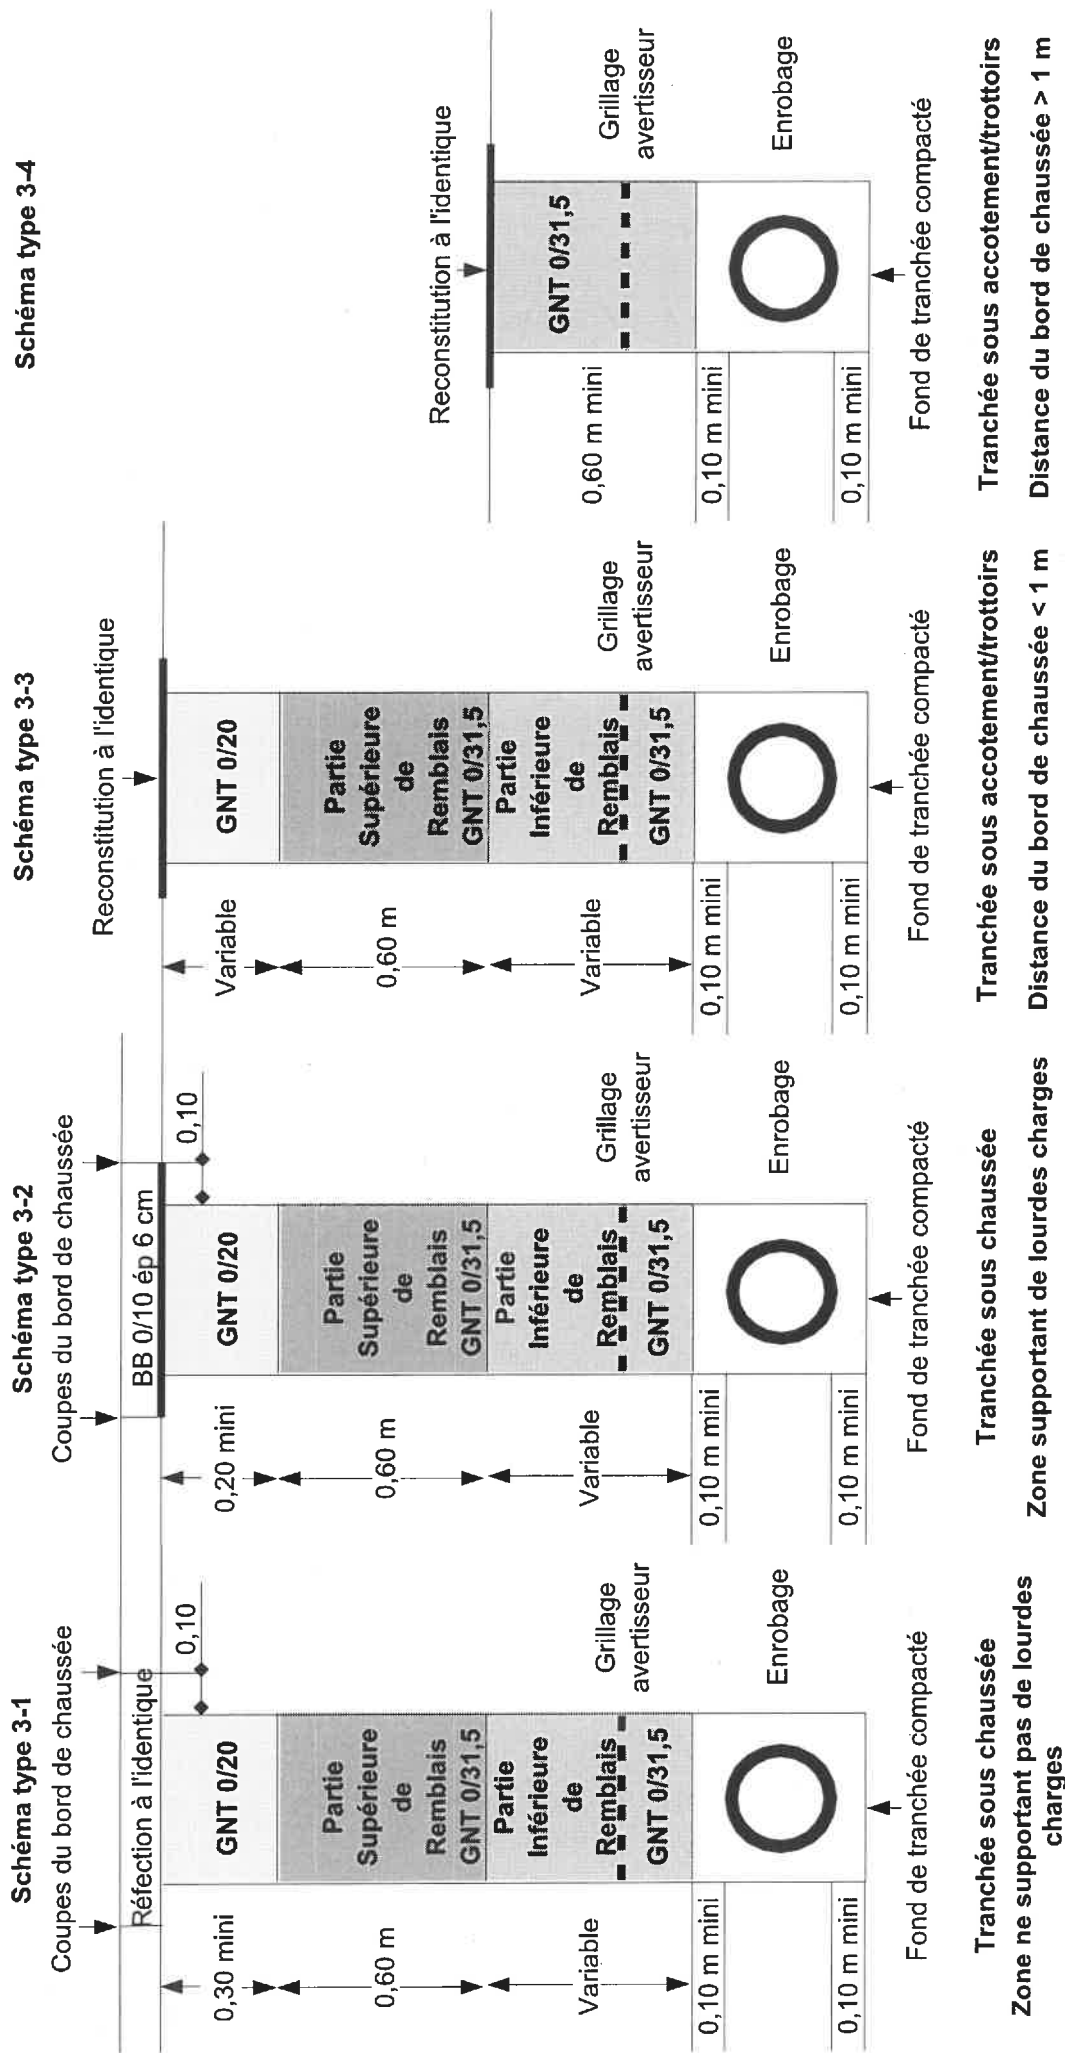 Schéma type 3-1
Coupes du bord de chaussée
Réfection à l'identique
0,10
0,30 mini
GNT 0/20
0,60 m
Partie
Supérieure
de
Remblais
GNT 0/31,5
Variable
Partie
Inférieure
de
Remblais
GNT 0/31,5
Grillage
avertisseur
0,10 m mini
Enrobage
0,10 m mini
Fond de tranchée compacté
Tranchée sous chaussée
Zone ne supportant pas de lourdes
charges
Schéma type 3-2
Coupes du bord de chaussée
BB 0/10 ép 6 cm
0,10
0,20 mini
GNT 0/20
0,60 m
Partie
Supérieure
de
Remblais
GNT 0/31,5
Variable
Partie
Inférieure
de
Remblais
GNT 0/31,5
Grillage
avertisseur
0,10 m mini
Enrobage
0,10 m mini
Fond de tranchée compacté
Tranchée sous chaussée
Zone supportant de lourdes charges
Schéma type 3-3
Reconstitution à l'identique
Variable
GNT 0/20
0,60 m
Partie
Supérieure
de
Remblais
GNT 0/31,5
Variable
Partie
Inférieure
de
Remblais
GNT 0/31,5
Grillage
avertisseur
0,10 m mini
Enrobage
0,10 m mini
Fond de tranchée compacté
Tranchée sous accotement/trottoirs
Distance du bord de chaussée < 1 m
Schéma type 3-4
Reconstitution à l'identique
0,60 m mini
GNT 0/31,5
Grillage
avertisseur
0,10 m mini
Enrobage
0,10 m mini
Fond de tranchée compacté
Tranchée sous accotement/trottoirs
Distance du bord de chaussée > 1 m